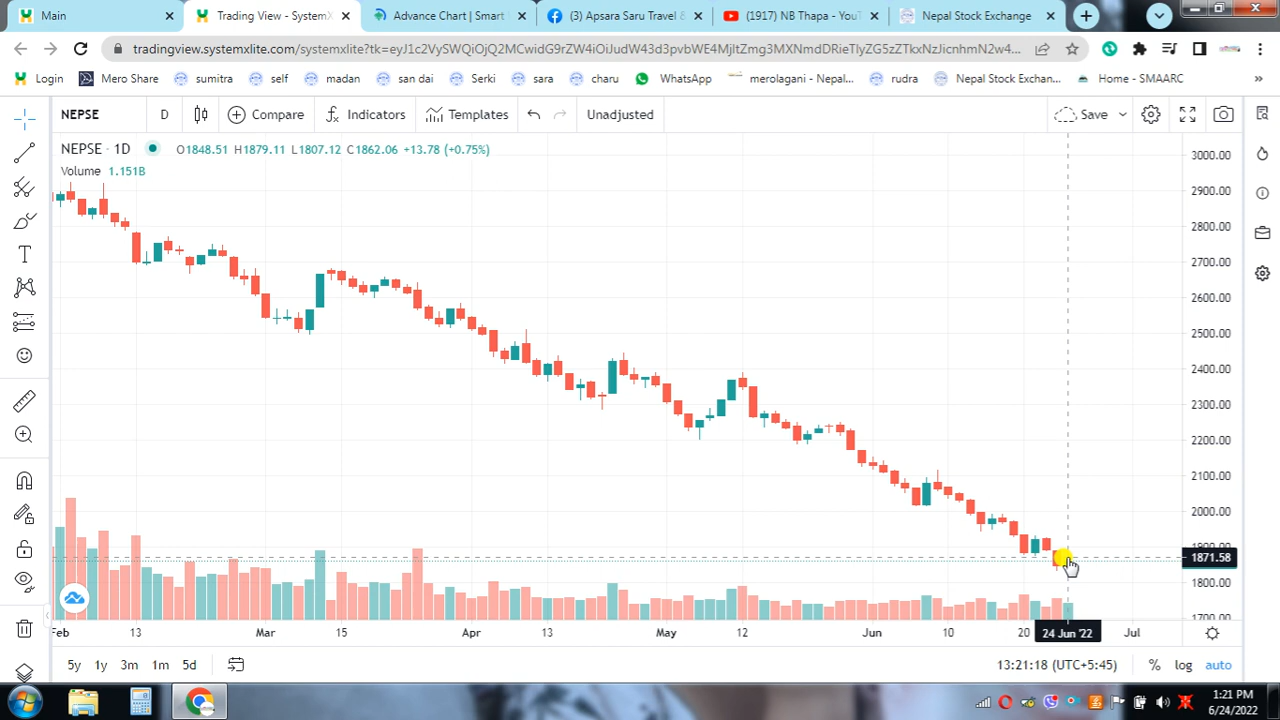 Main
Trading View - SystemX
Advance Chart | Smart
(3) Apsara Saru Travel &
(1917) NB Thapa - YouT
Nepal Stock Exchange
tradingview.systemxlite.com/systemxlite?tk=eyJ1c2VySWQiOjQ2MCwidG9rZW4iOiJudW43d3pvbWE4MjltZmg3MXNmdDRieTlyZG5zZTkxNzJicnhmN2w4...
Login
Mero Share
sumitra
self
madan
san dai
Serki
sara
charu
WhatsApp
merolagani - Nepal...
rudra
Nepal Stock Exchan...
Home - SMAARC
»
NEPSE
D
Compare
Indicators
Templates
Unadjusted
Save
NEPSE · 1D
O1848.51 H1879.11 L1807.12 C1862.06 +13.78 (+0.75%)
Volume 1.151B
3000.00
2900.00
2800.00
2700.00
2600.00
2500.00
2400.00
2300.00
2200.00
2100.00
2000.00
1900.00
1871.58
1800.00
1700.00
Feb
13
Mar
15
Apr
13
May
12
Jun
10
20
24 Jun '22
Jul
5y
1y
3m
1m
5d
13:21:18 (UTC+5:45)
%
log
auto
1:21 PM
6/24/2022